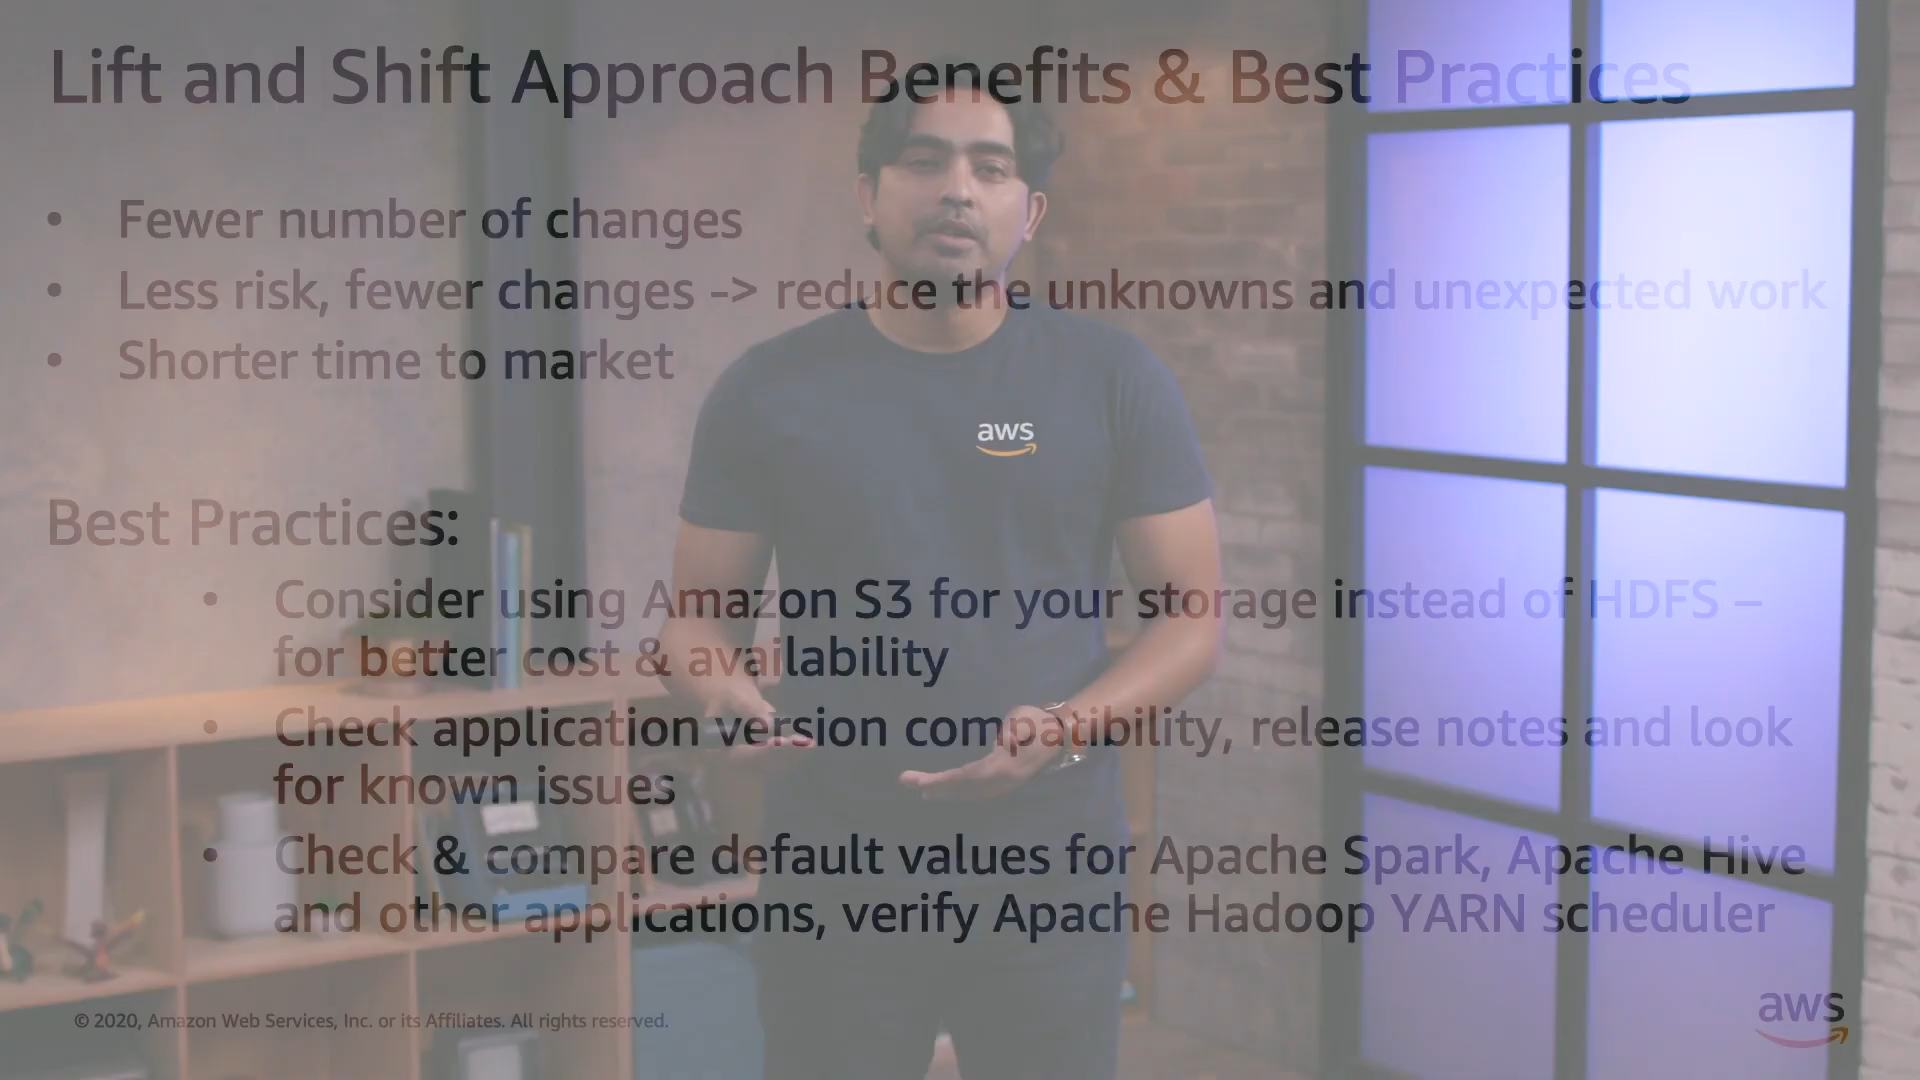 Lift and Shift Approach Benefits & Best Practices
• Fewer number of changes
• Less risk, fewer changes -> reduce the unknowns and unexpected work
• Shorter time to market
aws
Best Practices:
• Consider using Amazon S3 for your storage instead of HDFS –
for better cost & availability
• Check application version compatibility, release notes and look
for known issues
• Check & compare default values for Apache Spark, Apache Hive
and other applications, verify Apache Hadoop YARN scheduler
© 2020, Amazon Web Services, Inc. or its Affiliates. All rights reserved.
aws